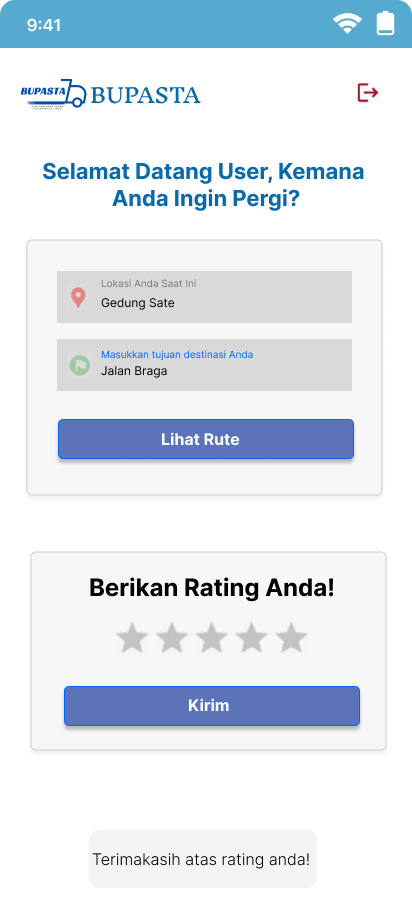 9:41
BUPASTA
BUPASTA
Selamat Datang User, Kemana
Anda Ingin Pergi?
Lokasi Anda Saat Ini
Gedung Sate
Masukkan tujuan destinasi Anda
Jalan Braga
Lihat Rute
Berikan Rating Anda!
Kirim
Terimakasih atas rating anda!